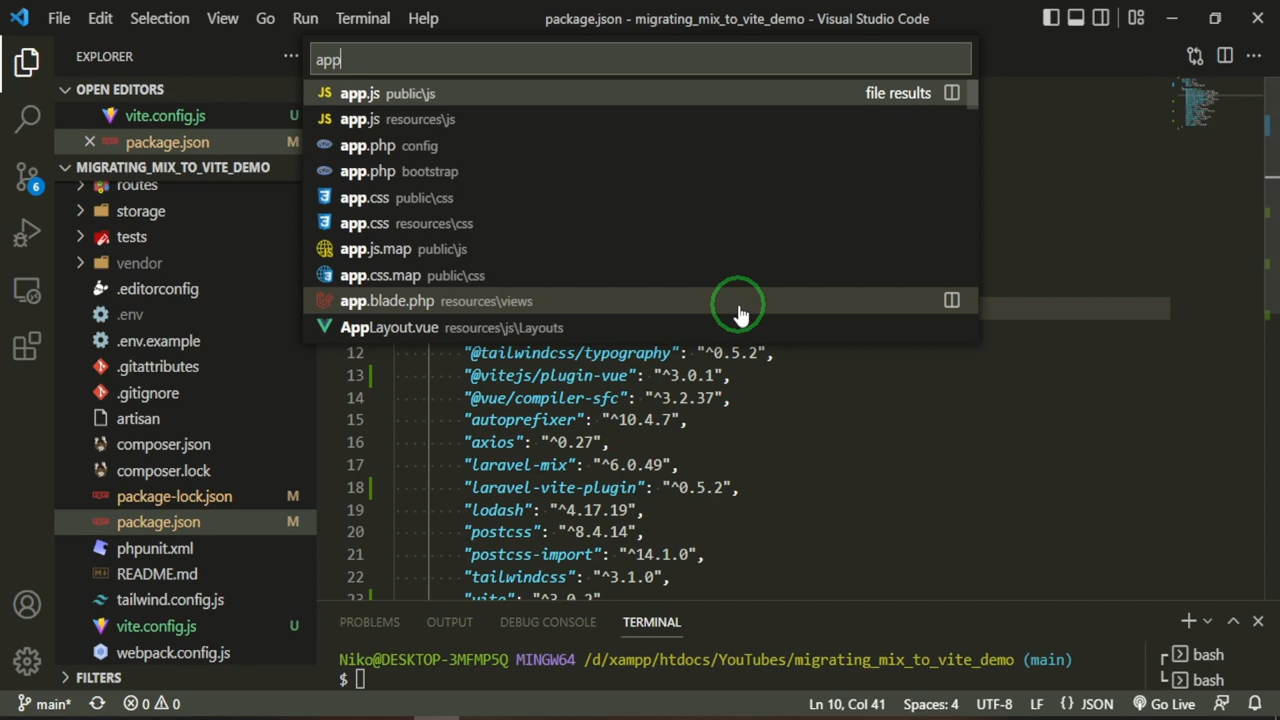 File Edit Selection View Go Run Terminal Help package.json - migrating_mix_to_vite_demo - Visual Studio Code
EXPLORER
OPEN EDITORS
vite.config.js U
package.json M
MIGRATING_MIX_TO_VITE_DEMO
routes
storage
tests
vendor
.editorconfig
.env
.env.example
.gitattributes
.gitignore
artisan
composer.json
composer.lock
package-lock.json M
package.json M
phpunit.xml
README.md
tailwind.config.js
vite.config.js U
webpack.config.js
FILTERS
6
app
JS app.js public\js file results
JS app.js resources\js
app.php config
app.php bootstrap
app.css public\css
app.css resources\css
app.js.map public\js
app.css.map public\css
app.blade.php resources\views
AppLayout.vue resources\js\Layouts
12 "@tailwindcss/typography": "^0.5.2",
13 "@vitejs/plugin-vue": "^3.0.1",
14 "@vue/compiler-sfc": "^3.2.37",
15 "autoprefixer": "^10.4.7",
16 "axios": "^0.27",
17 "laravel-mix": "^6.0.49",
18 "laravel-vite-plugin": "^0.5.2",
19 "lodash": "^4.17.19",
20 "postcss": "^8.4.14",
21 "postcss-import": "^14.1.0",
22 "tailwindcss": "^3.1.0",
23 "vite": "^3.0.2"
PROBLEMS OUTPUT DEBUG CONSOLE TERMINAL
Niko@DESKTOP-3MFMP5Q MINGW64 /d/xampp/htdocs/YouTubes/migrating_mix_to_vite_demo (main)
$
bash
bash
main* 0 0 Ln 10, Col 41 Spaces: 4 UTF-8 LF {} JSON Go Live